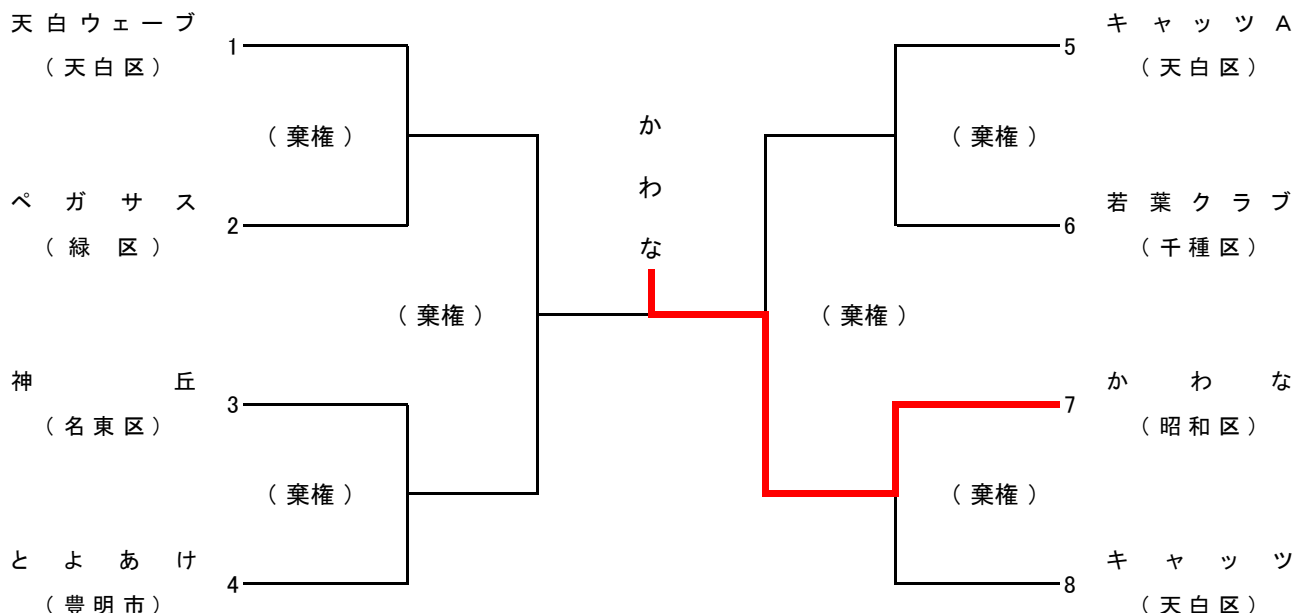 天白ウェーブ
（天白区）
1
（棄権）
ペガサス
（緑区）
2
（棄権）
神丘
（名東区）
3
（棄権）
とよあけ
（豊明市）
4
かわな
キャッツA
（天白区）
5
（棄権）
若葉クラブ
（千種区）
6
（棄権）
かわな
（昭和区）
7
（棄権）
キャッツ
（天白区）
8